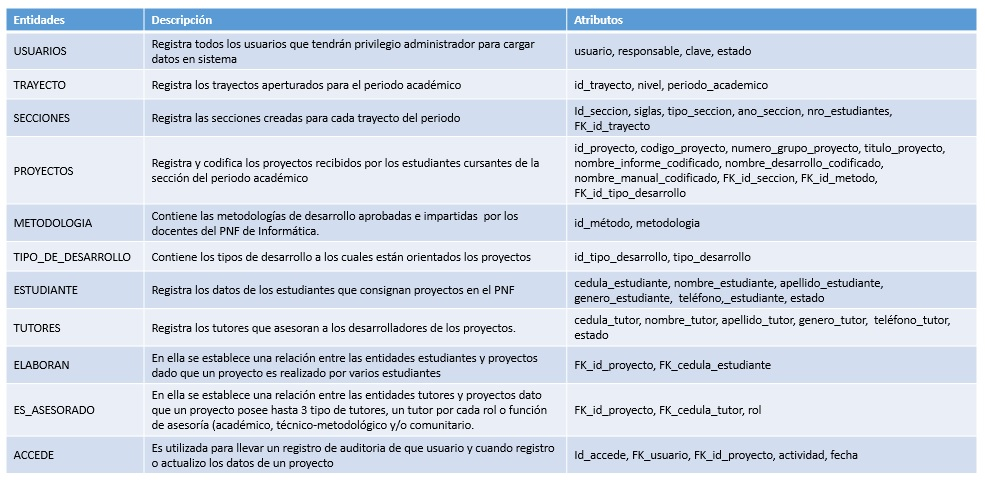 Entidades Descripción Atributos
USUARIOS
Registra todos los usuarios que tendrán privilegio administrador para cargar
datos en sistema
usuario, responsable, clave, estado
TRAYECTO
Registra los trayectos aperturados para el periodo académico
id_trayecto, nivel, periodo_academico
SECCIONES
Registra las secciones creadas para cada trayecto del periodo
Id_seccion, siglas, tipo_seccion, ano_seccion, nro_estudiantes,
FK_id_trayecto
PROYECTOS
Registra y codifica los proyectos recibidos por los estudiantes cursantes de la
sección del periodo académico
id_proyecto, codigo_proyecto, numero_grupo_proyecto, titulo_proyecto,
nombre_informe_codificado, nombre_desarrollo_codificado,
nombre_manual_codificado, FK_id_seccion, FK_id_metodo,
FK_id_tipo_desarrollo
METODOLOGIA
Contiene las metodologías de desarrollo aprobadas e impartidas por los
docentes del PNF de Informática.
id_método, metodologia
TIPO_DE_DESARROLLO
Contiene los tipos de desarrollo a los cuales están orientados los proyectos
id_tipo_desarrollo, tipo_desarrollo
ESTUDIANTE
Registra los datos de los estudiantes que consignan proyectos en el PNF
cedula_estudiante, nombre_estudiante, apellido_estudiante,
genero_estudiante, teléfono,_estudiante, estado
TUTORES
Registra los tutores que asesoran a los desarrolladores de los proyectos.
cedula_tutor, nombre_tutor, apellido_tutor, genero_tutor, teléfono_tutor,
estado
ELABORAN
En ella se establece una relación entre las entidades estudiantes y proyectos
dado que un proyecto es realizado por varios estudiantes
FK_id_proyecto, FK_cedula_estudiante
ES_ASESORADO
En ella se establece una relación entre las entidades tutores y proyectos dato
que un proyecto posee hasta 3 tipo de tutores, un tutor por cada rol o función
de asesoría (académico, técnico-metodológico y/o comunitario.
FK_id_proyecto, FK_cedula_tutor, rol
ACCEDE
Es utilizada para llevar un registro de auditoria de que usuario y cuando registro
o actualizo los datos de un proyecto
Id_accede, FK_usuario, FK_id_proyecto, actividad, fecha